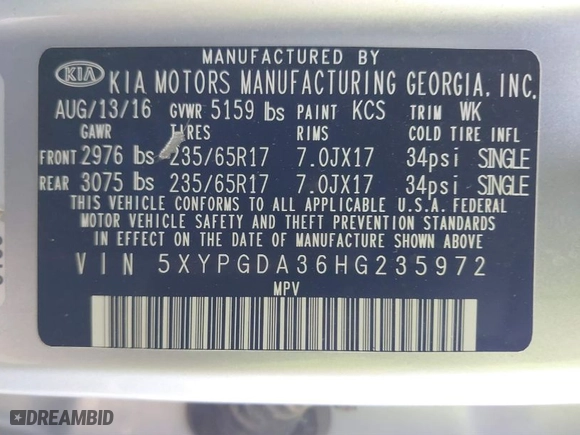 MANUFACTURED BY
KIA KIA MOTORS MANUFACTURING GEORGIA, INC.
AUG/13/16 GVWR 5159 lbs PAINT KCS TRIM WK
GAWR TIRES RIMS COLD TIRE INFL
FRONT 2976 lbs 235/65R17 7.0JX17 34psi SINGLE
REAR 3075 lbs 235/65R17 7.0JX17 34psi SINGLE
THIS VEHICLE CONFORMS TO ALL APPLICABLE U.S.A. FEDERAL
MOTOR VEHICLE SAFETY AND THEFT PREVENTION STANDARDS
IN EFFECT ON THE DATE OF MANUFACTURE SHOWN ABOVE.
VIN 5XYPGDA36HG235972
MPV
DREAMBID